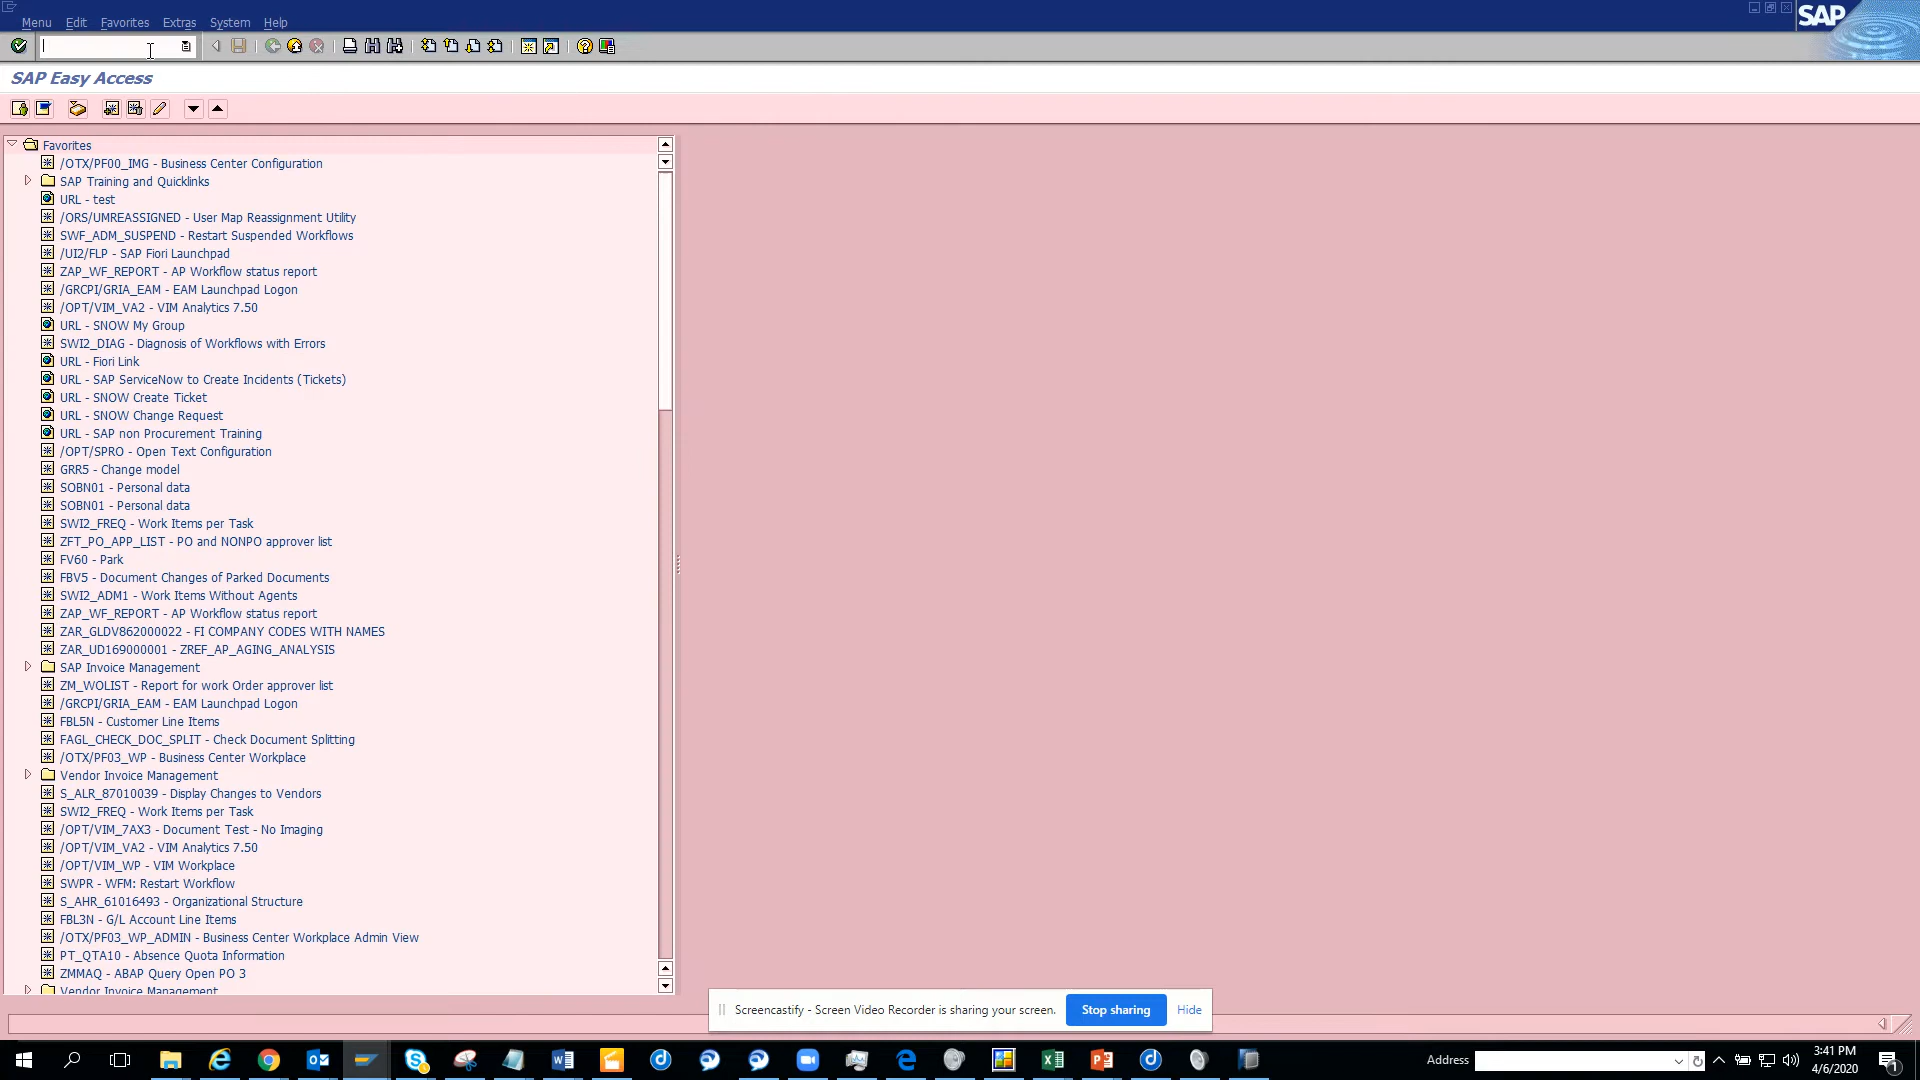 Menu Edit Favorites Extras System Help
SAP
SAP Easy Access
Favorites
/OTX/PF00_IMG - Business Center Configuration
SAP Training and Quicklinks
URL - test
/ORS/UMREASSIGNED - User Map Reassignment Utility
SWF_ADM_SUSPEND - Restart Suspended Workflows
/UI2/FLP - SAP Fiori Launchpad
ZAP_WF_REPORT - AP Workflow status report
/GRCPI/GRIA_EAM - EAM Launchpad Logon
/OPT/VIM_VA2 - VIM Analytics 7.50
URL - SNOW My Group
SWI2_DIAG - Diagnosis of Workflows with Errors
URL - Fiori Link
URL - SAP ServiceNow to Create Incidents (Tickets)
URL - SNOW Create Ticket
URL - SNOW Change Request
URL - SAP non Procurement Training
/OPT/SPRO - Open Text Configuration
GRR5 - Change model
SOBN01 - Personal data
SOBN01 - Personal data
SWI2_FREQ - Work Items per Task
ZFT_PO_APP_LIST - PO and NONPO approver list
FV60 - Park
FBV5 - Document Changes of Parked Documents
SWI2_ADM1 - Work Items Without Agents
ZAP_WF_REPORT - AP Workflow status report
ZAR_GLDV862000022 - FI COMPANY CODES WITH NAMES
ZAR_UD169000001 - ZREF_AP_AGING_ANALYSIS
SAP Invoice Management
ZM_WOLIST - Report for work Order approver list
/GRCPI/GRIA_EAM - EAM Launchpad Logon
FBL5N - Customer Line Items
FAGL_CHECK_DOC_SPLIT - Check Document Splitting
/OTX/PF03_WP - Business Center Workplace
Vendor Invoice Management
S_ALR_87010039 - Display Changes to Vendors
SWI2_FREQ - Work Items per Task
/OPT/VIM_7AX3 - Document Test - No Imaging
/OPT/VIM_VA2 - VIM Analytics 7.50
/OPT/VIM_WP - VIM Workplace
SWPR - WFM: Restart Workflow
S_AHR_61016493 - Organizational Structure
FBL3N - G/L Account Line Items
/OTX/PF03_WP_ADMIN - Business Center Workplace Admin View
PT_QTA10 - Absence Quota Information
ZMMAQ - ABAP Query Open PO 3
Vendor Invoice Management
Screencastify - Screen Video Recorder is sharing your screen. Stop sharing Hide
Address
3:41 PM
4/6/2020
1